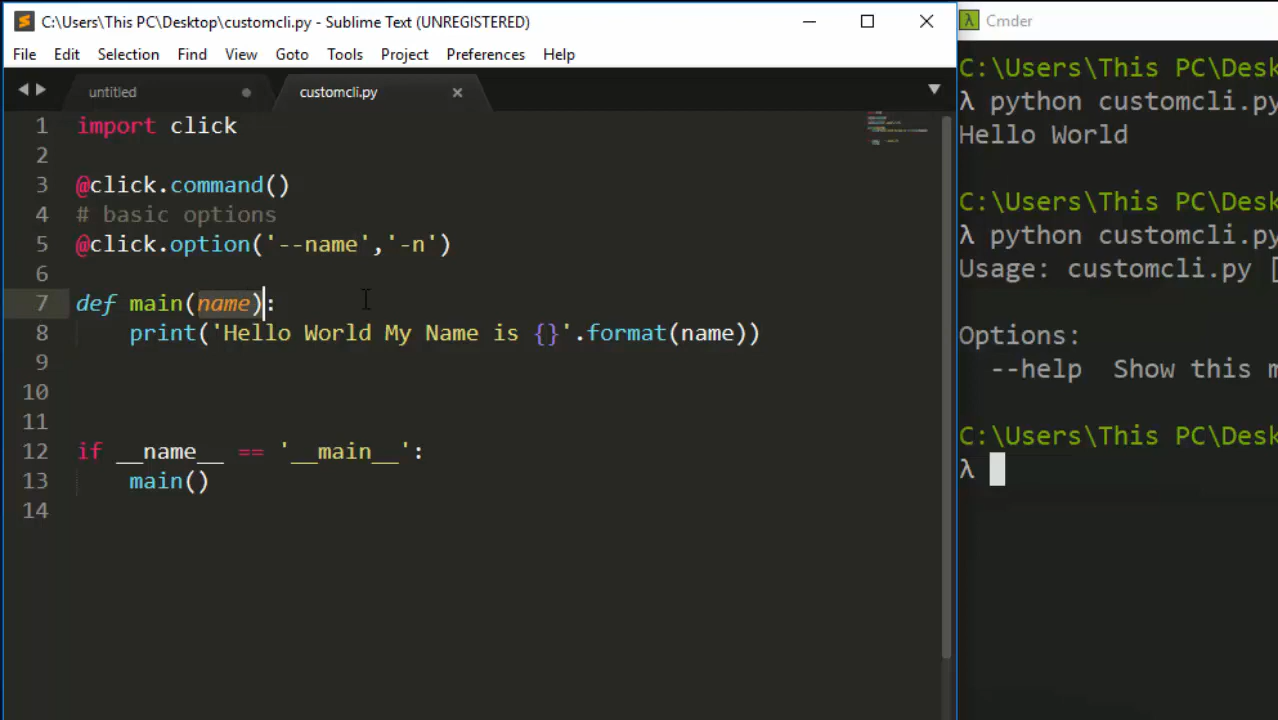 C:\Users\This PC\Desktop\customcli.py - Sublime Text (UNREGISTERED)
File Edit Selection Find View Goto Tools Project Preferences Help
untitled customcli.py
1 import click
2
3 @click.command()
4 # basic options
5 @click.option('--name','-n')
6
7 def main(name):
8 print('Hello World My Name is {}'.format(name))
9
10
11
12 if __name__ == '__main__':
13 main()
14
λ Cmder
C:\Users\This PC\Desk
λ python customcli.py
Hello World
C:\Users\This PC\Desk
λ python customcli.py
Usage: customcli.py [
Options:
--help Show this m
C:\Users\This PC\Desk
λ